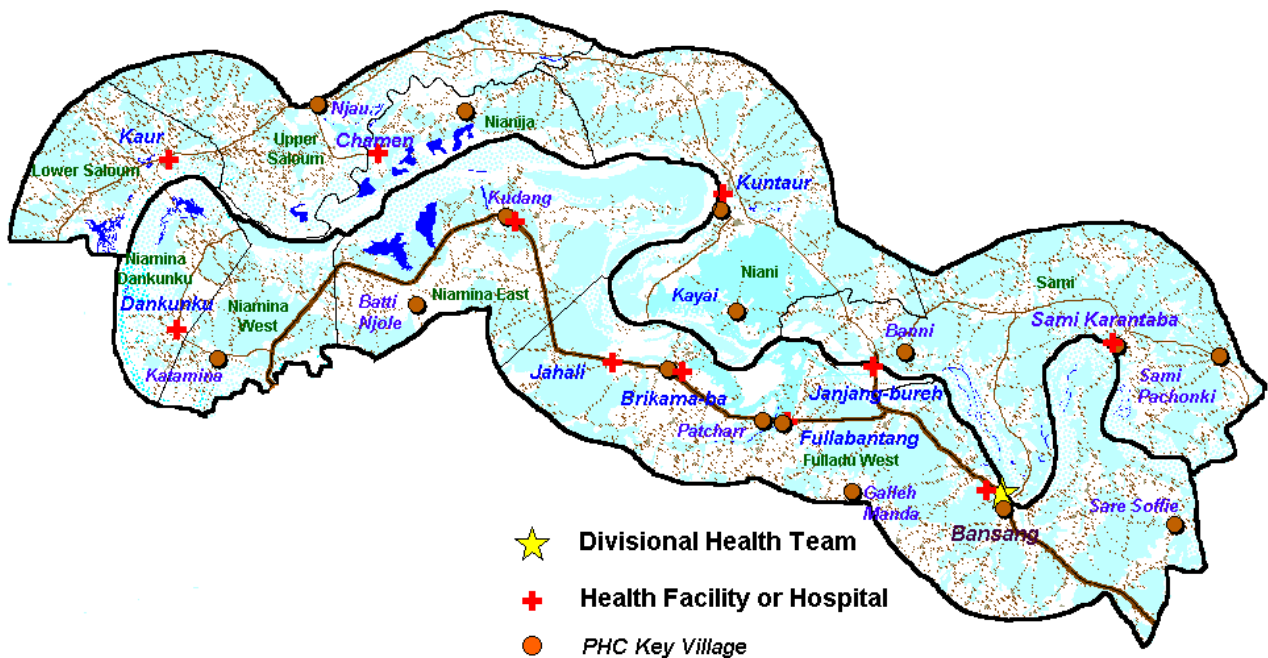 Njau
Nianija
Kaur
Upper
Saloum
Chamen
Lower Saloum
Kuntaur
Kudang
Niamina
Dankunku
Niani
Sami
Dankunku
Niamina
West
Batti
Njole
Niamina East
Kayai
Banni
Sami Karantaba
Katamina
Jahali
Brikama-ba
Janjang-bureh
Sami
Pachonki
Patcharr
Fullabantang
Fulladu West
Galleh
Manda
Sare Soffie
Bansang
Divisional Health Team
Health Facility or Hospital
PHC Key Village